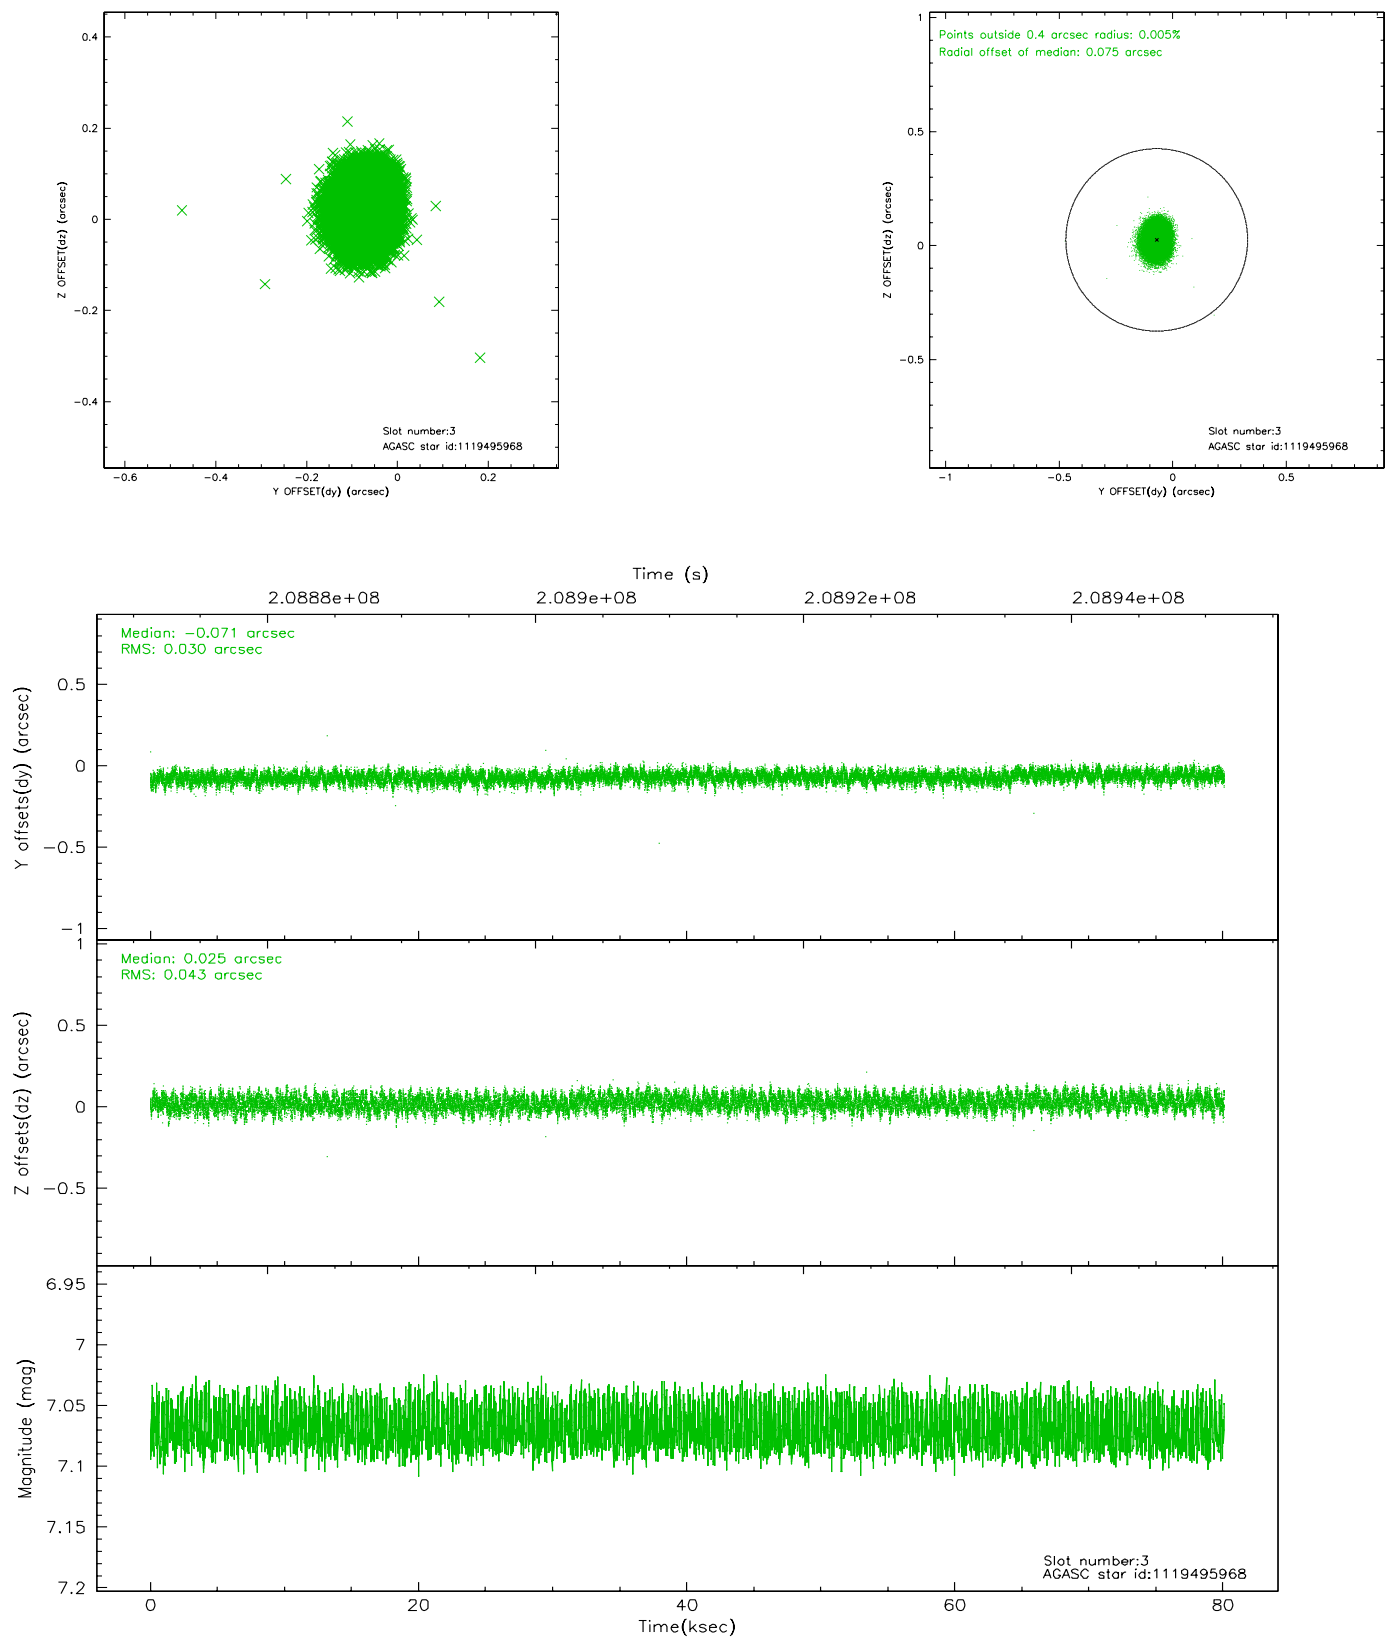 0.4
0.2
0
-0.2
-0.4
Z OFFSET(dz) (arcsec)
Slot number:3
AGASC star id:1119495968
-0.6
-0.4
-0.2
0
0.2
Y OFFSET(dy) (arcsec)
Points outside 0.4 arcsec radius: 0.005%
Radial offset of median: 0.075 arcsec
1
0.5
0
-0.5
Z OFFSET(dz) (arcsec)
Slot number:3
AGASC star id:1119495968
-1
-0.5
0
0.5
Y OFFSET(dy) (arcsec)
Time (s)
2.0888e+08
2.089e+08
2.0892e+08
2.0894e+08
Median: -0.071 arcsec
RMS: 0.030 arcsec
0.5
0
-0.5
-1
Y offsets(dy) (arcsec)
Median: 0.025 arcsec
RMS: 0.043 arcsec
1
0.5
0
-0.5
Z offsets(dz) (arcsec)
6.95
7
7.05
7.1
7.15
7.2
Magnitude (mag)
Slot number:3
AGASC star id:1119495968
0
20
40
60
80
Time(ksec)